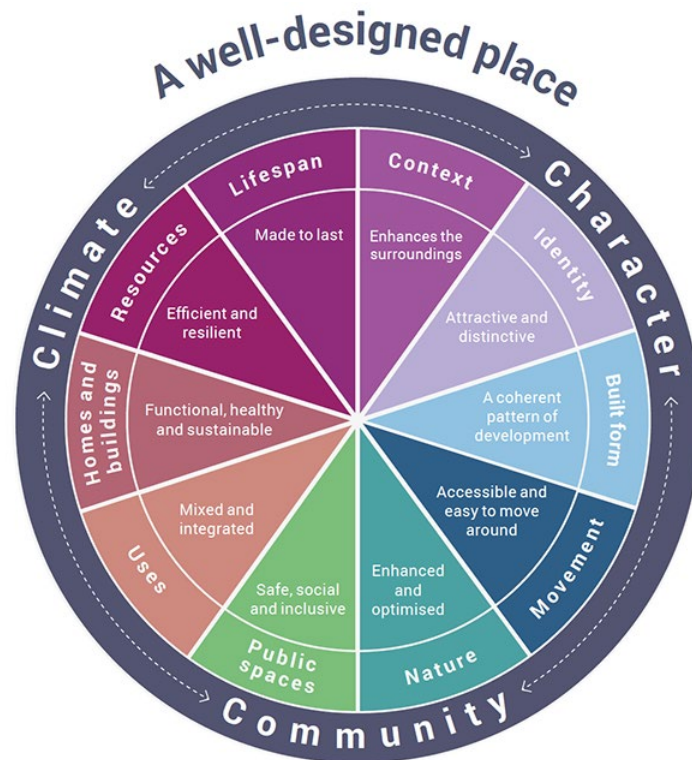 A well-designed place
Climate
Character
Community
Context
Enhances the
surroundings
Identity
Attractive and
distinctive
Built form
A coherent
pattern of
development
Movement
Accessible and
easy to move
around
Nature
Enhanced
and
optimised
Public
spaces
Safe, social
and inclusive
Uses
Mixed and
integrated
Homes and
buildings
Functional, healthy
and sustainable
Resources
Efficient and
resilient
Lifespan
Made to last